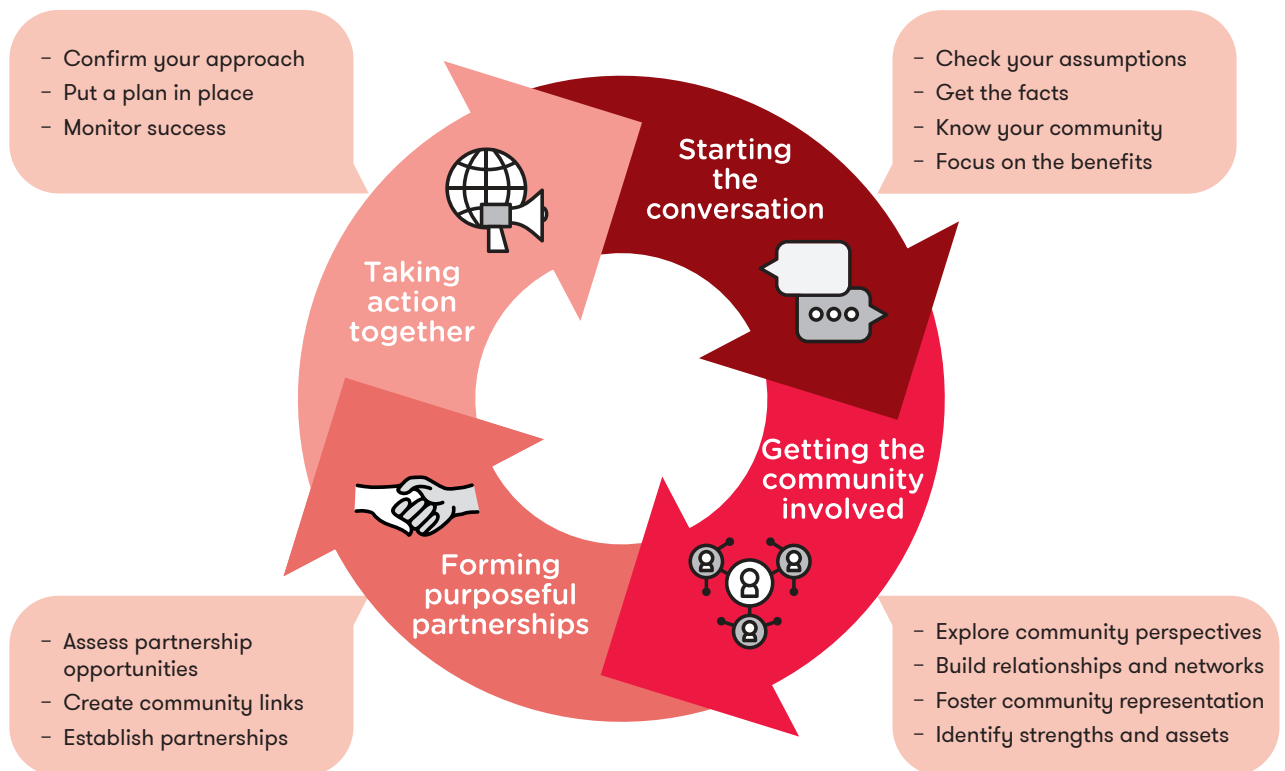 – Confirm your approach
– Put a plan in place
– Monitor success
– Check your assumptions
– Get the facts
– Know your community
– Focus on the benefits
Starting
the
conversation
Taking
action
together
Getting the
community
involved
Forming
purposeful
partnerships
– Assess partnership
opportunities
– Create community links
– Establish partnerships
– Explore community perspectives
– Build relationships and networks
– Foster community representation
– Identify strengths and assets